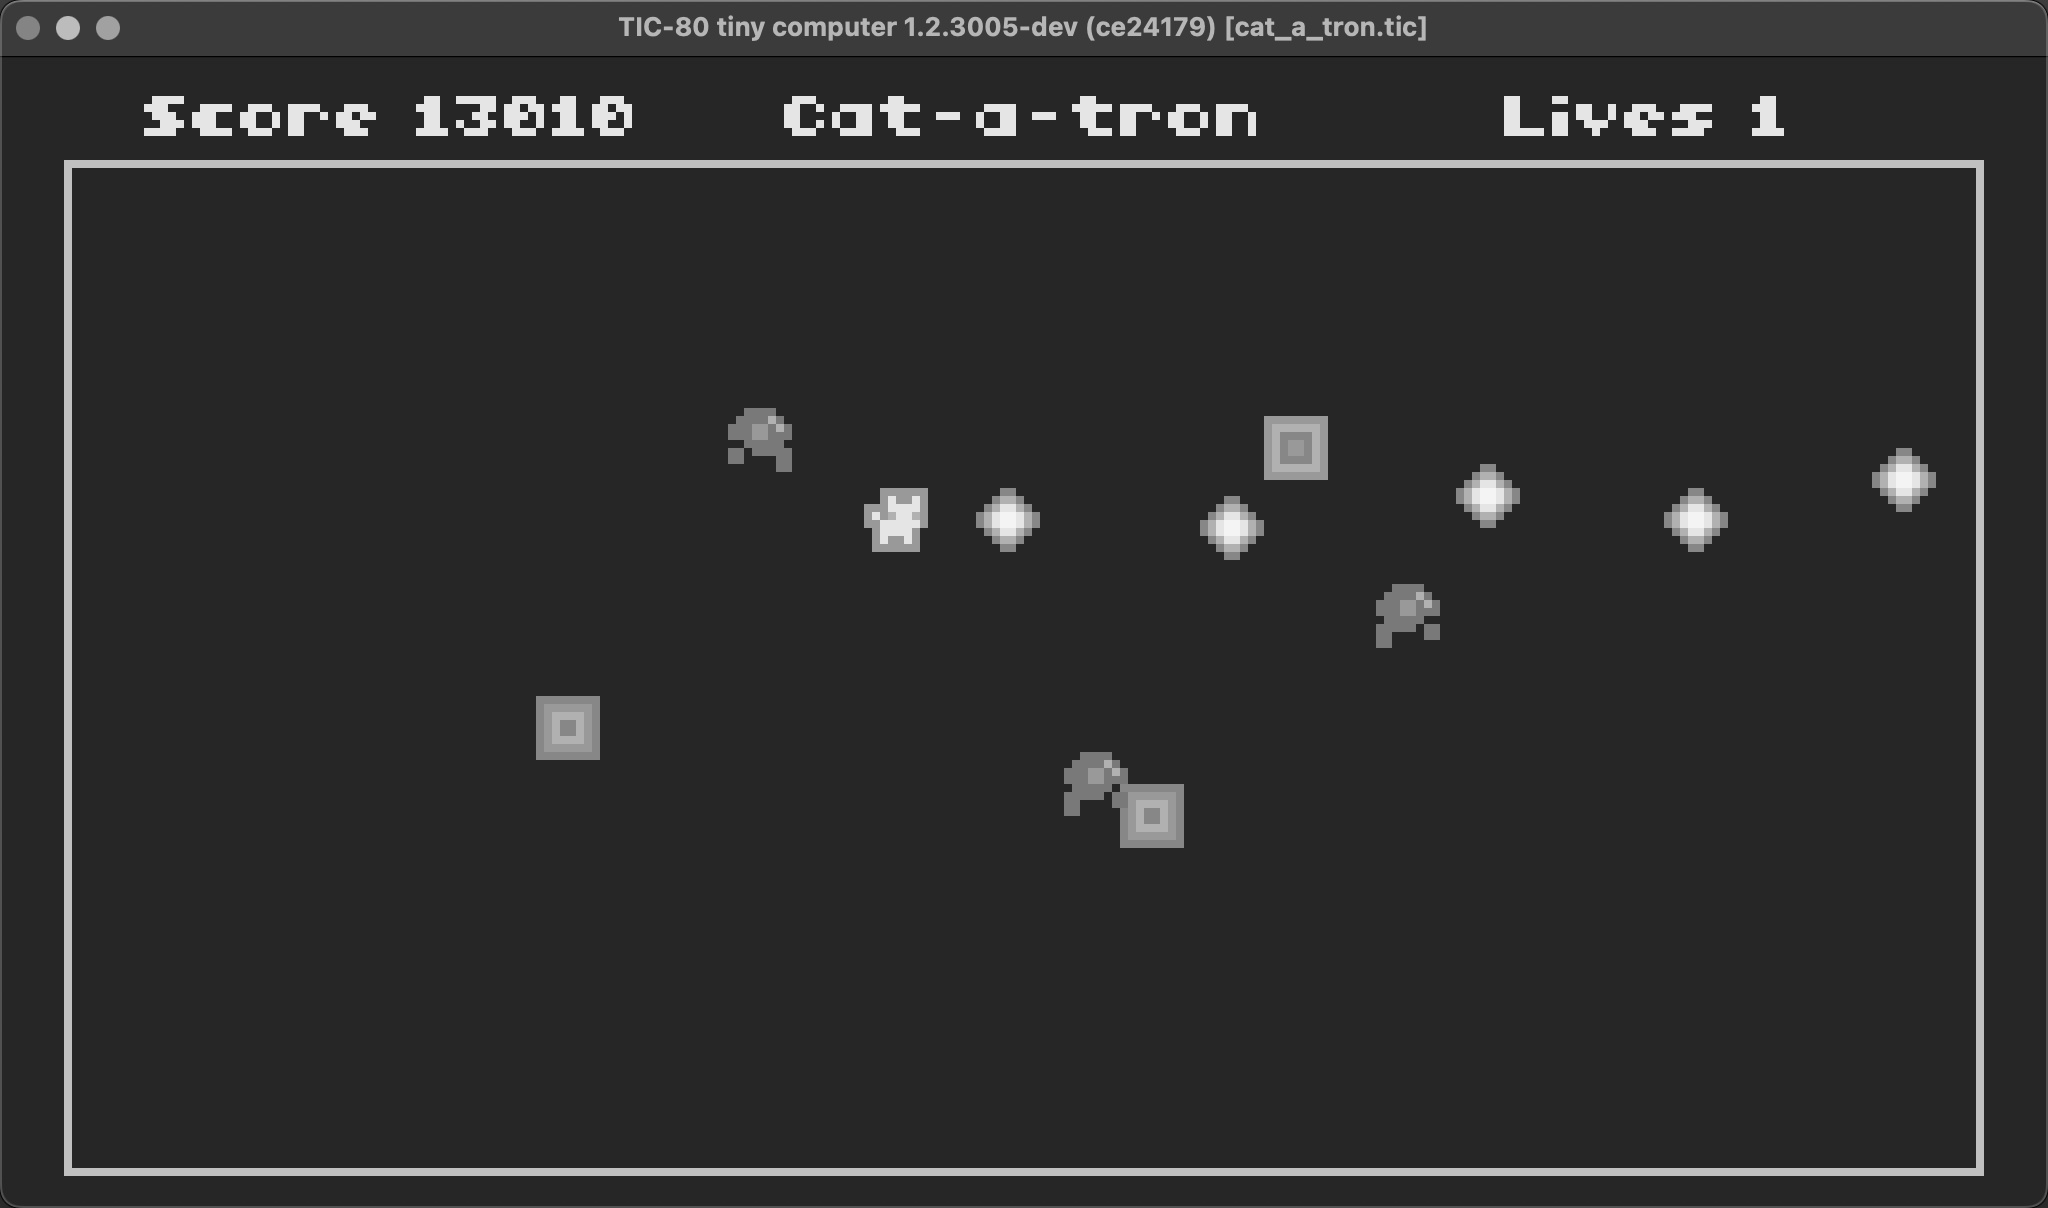 TIC-80 tiny computer 1.2.3005-dev (ce24179) [cat_a_tron.tic]
Score 13010 Cat-a-tron Lives 1